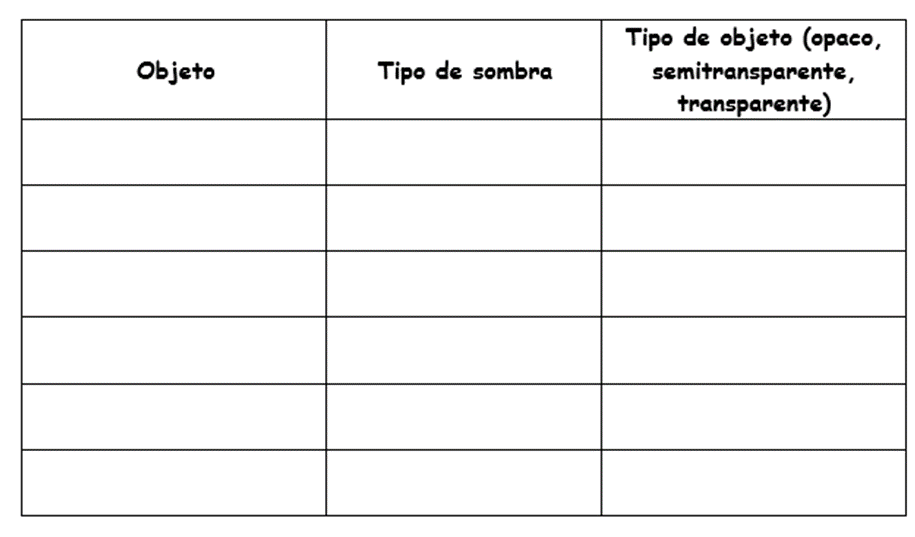 Objeto
Tipo de sombra
Tipo de objeto (opaco,
semitransparente,
transparente)